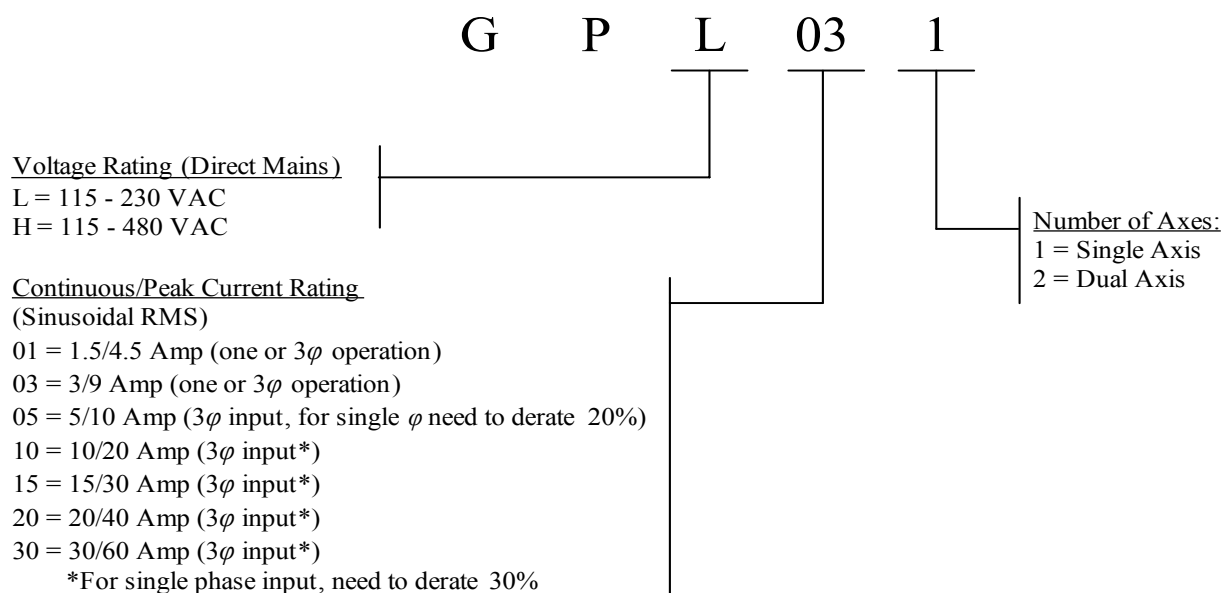 G P L 03 1
Voltage Rating (Direct Mains)
L = 115 - 230 VAC
H = 115 - 480 VAC
Number of Axes:
1 = Single Axis
2 = Dual Axis
Continuous/Peak Current Rating
(Sinusoidal RMS)
01 = 1.5/4.5 Amp (one or 3φ operation)
03 = 3/9 Amp (one or 3φ operation)
05 = 5/10 Amp (3φ input, for single φ need to derate 20%)
10 = 10/20 Amp (3φ input*)
15 = 15/30 Amp (3φ input*)
20 = 20/40 Amp (3φ input*)
30 = 30/60 Amp (3φ input*)
*For single phase input, need to derate 30%